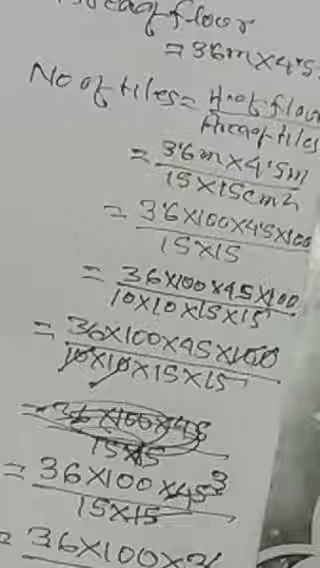 of floor
= 3.6m×4.5
No of tiles = A.of floor
Area of tiles
= 3.6m×4.5m
15×15cm²
= 3.6×100×4.5×100
15×15
= 36×100×45×100
10×10×15×15
= 36×100×45×100
10×10×15×15
= 36×100×45
15×15
= 36×100×45 3
15×15
= 36×100×3